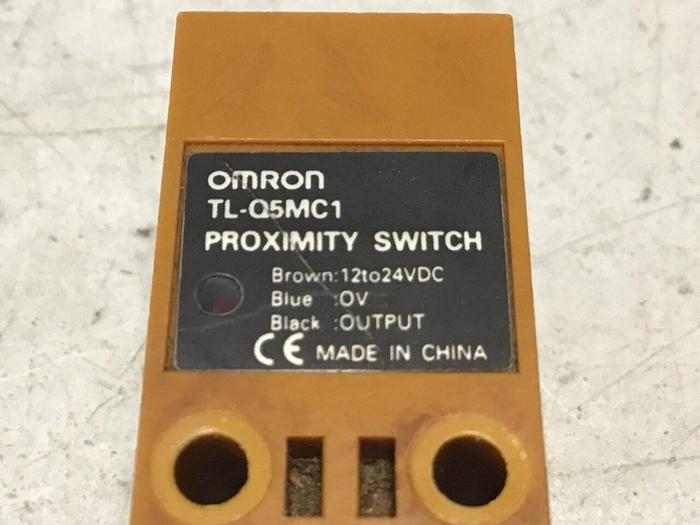 OMRON
TL-Q5MC1
PROXIMITY SWITCH
Brown:12to24VDC
Blue :0V
Black :OUTPUT
CE MADE IN CHINA